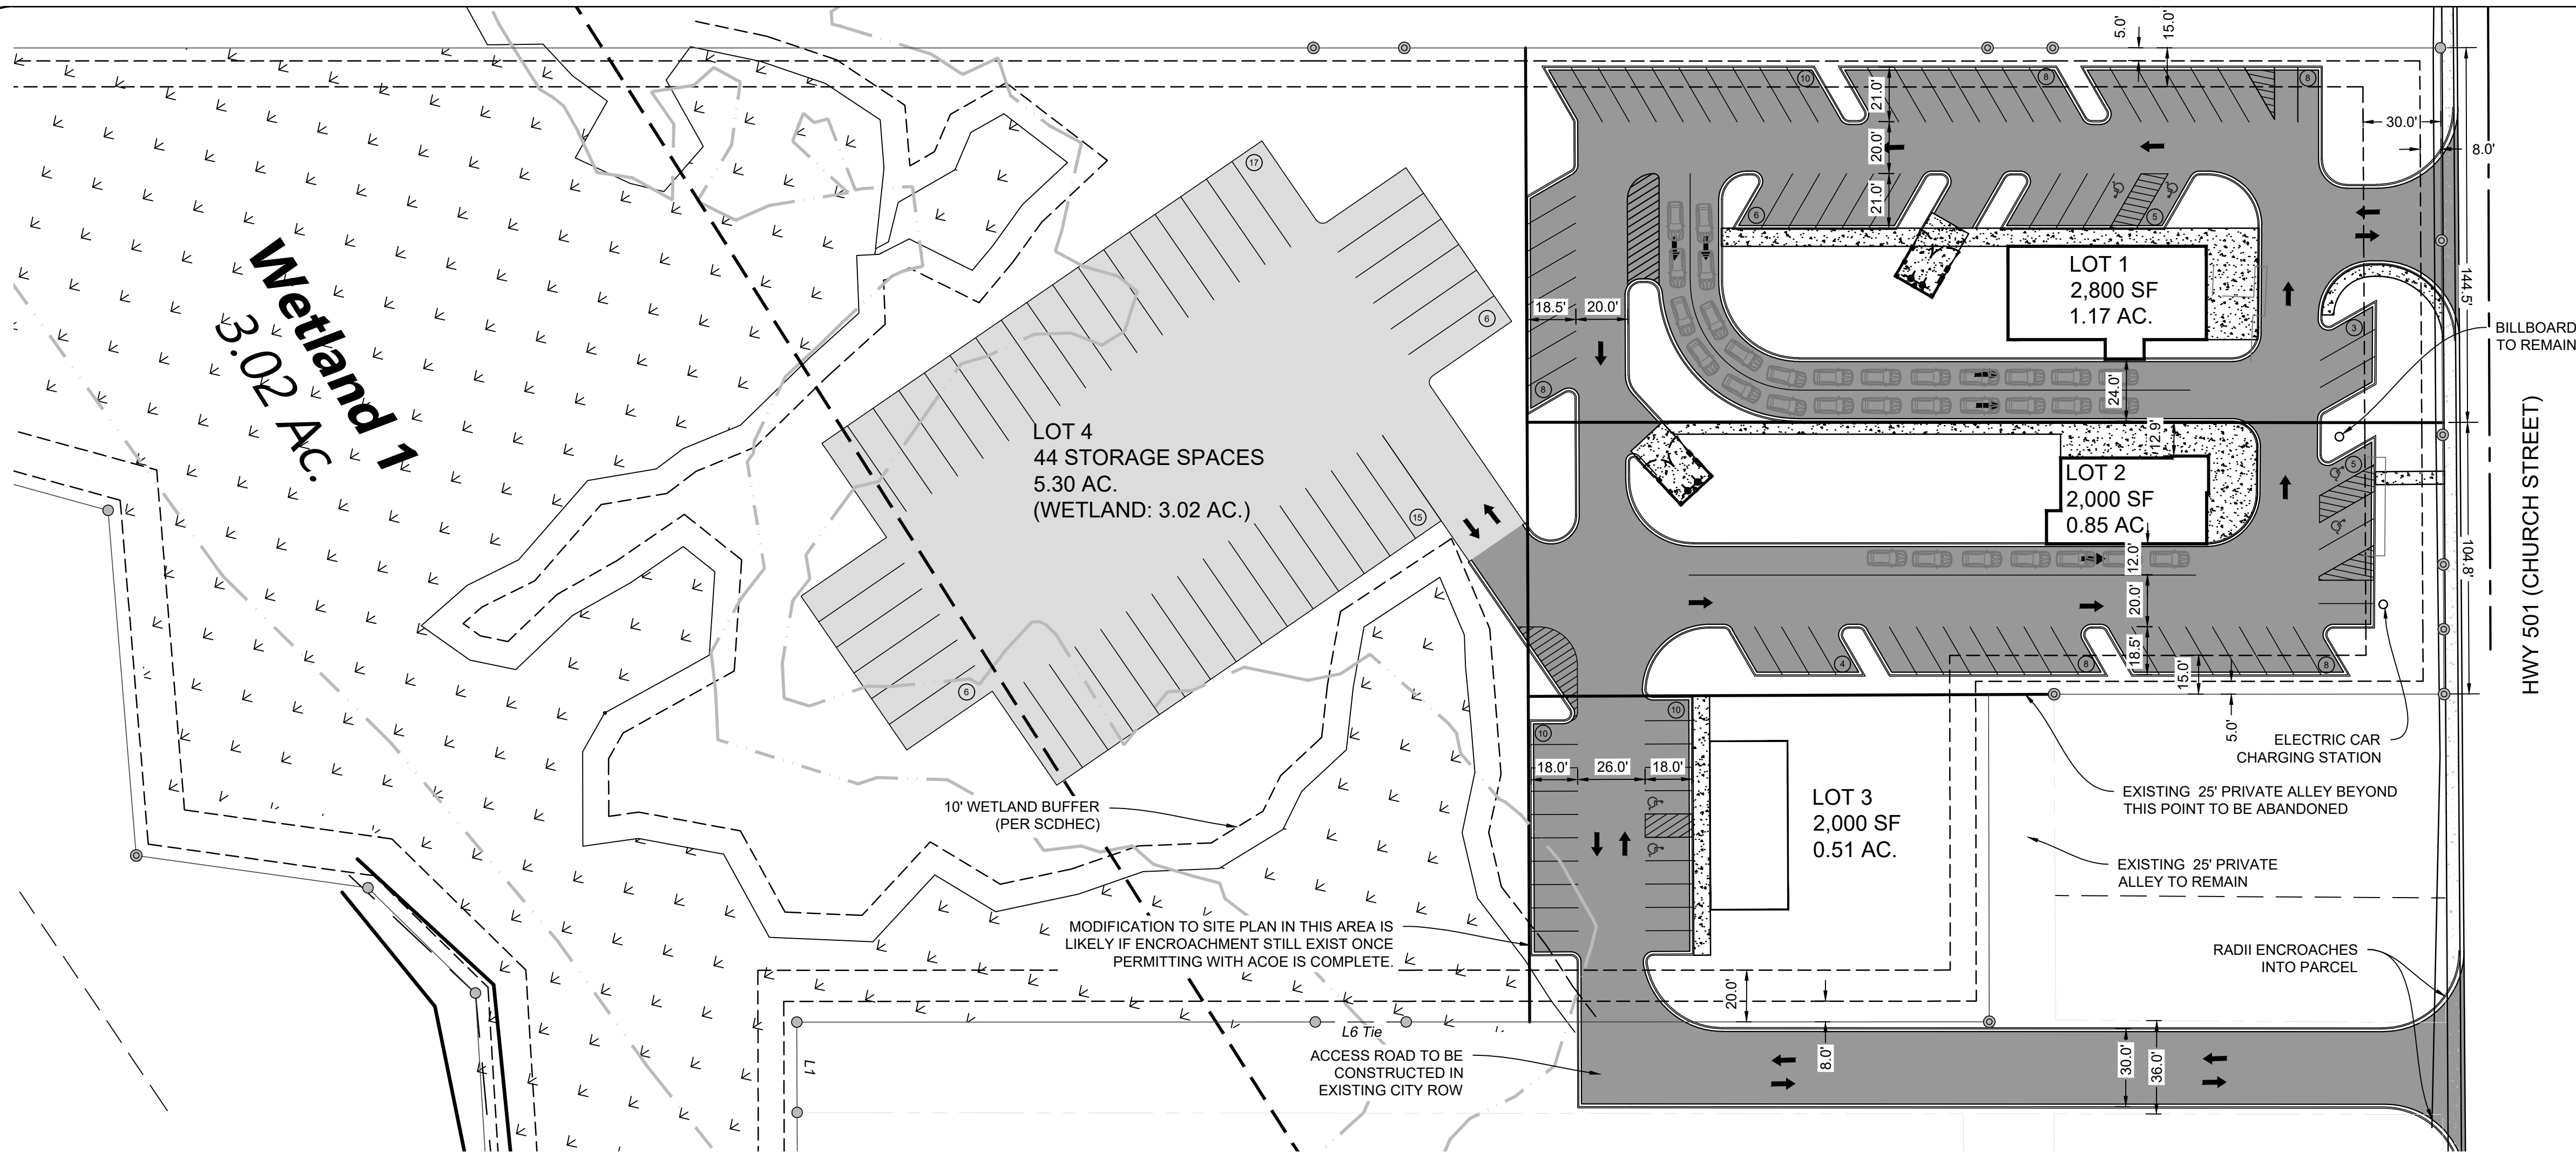 5.0'
15.0'
10
8
8
21.0'
20.0'
21.0'
30.0'
8.0'
17
6
5
Wetland 1
3.02 Ac.
LOT 1
2,800 SF
1.17 AC.
144.5'
18.5'
20.0'
6
3
BILLBOARD
TO REMAIN
8
24.0'
HWY 501 (CHURCH STREET)
12.9'
LOT 4
44 STORAGE SPACES
5.30 AC.
(WETLAND: 3.02 AC.)
LOT 2
2,000 SF
0.85 AC.
5
15
12.0'
104.8'
20.0'
18.5'
4
8
8
15.0'
6
5.0'
10
10
ELECTRIC CAR
CHARGING STATION
18.0'
26.0'
18.0'
EXISTING 25' PRIVATE ALLEY BEYOND
THIS POINT TO BE ABANDONED
10' WETLAND BUFFER
(PER SCDHEC)
LOT 3
2,000 SF
0.51 AC.
EXISTING 25' PRIVATE
ALLEY TO REMAIN
MODIFICATION TO SITE PLAN IN THIS AREA IS
LIKELY IF ENCROACHMENT STILL EXIST ONCE
PERMITTING WITH ACOE IS COMPLETE.
RADII ENCROACHES
INTO PARCEL
20.0'
L6 Tie
L1
ACCESS ROAD TO BE
CONSTRUCTED IN
EXISTING CITY ROW
8.0'
30.0'
36.0'